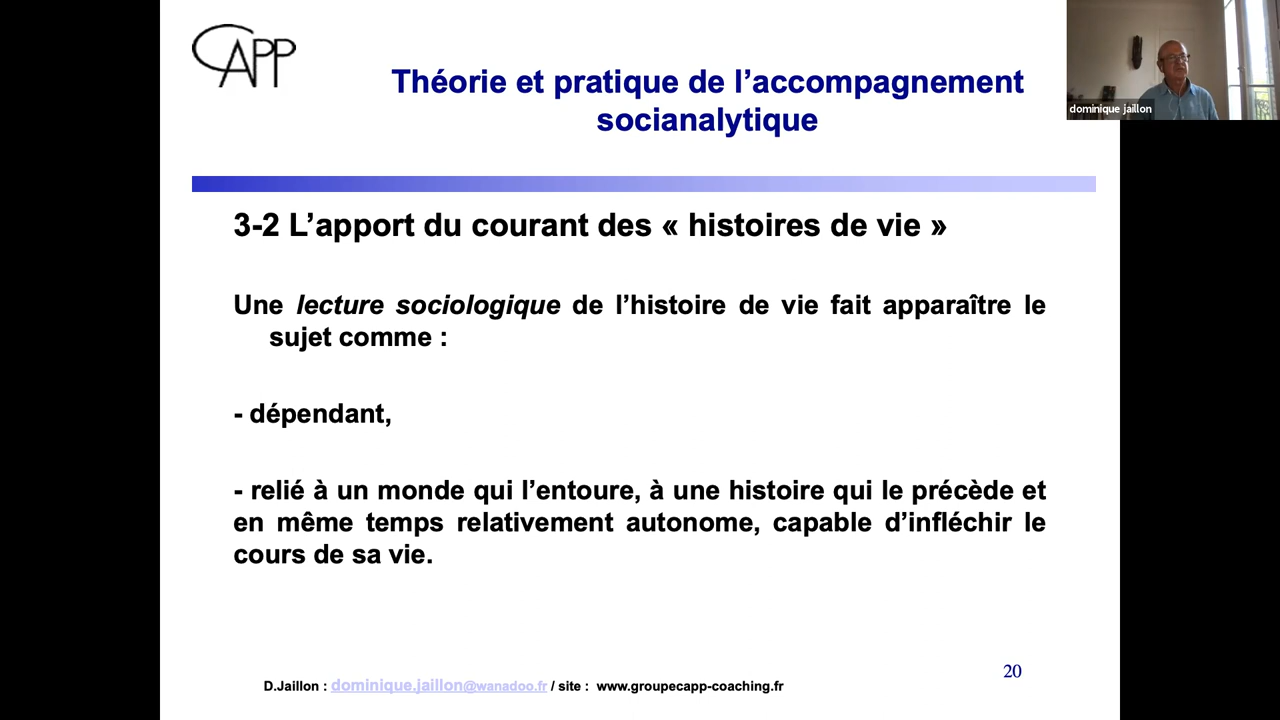 CAPP
Théorie et pratique de l’accompagnement
socianalytique
dominique jaillon
3-2 L’apport du courant des « histoires de vie »
Une lecture sociologique de l’histoire de vie fait apparaître le
sujet comme :
- dépendant,
- relié à un monde qui l’entoure, à une histoire qui le précède et
en même temps relativement autonome, capable d’infléchir le
cours de sa vie.
20
D.Jaillon : dominique.jaillon@wanadoo.fr / site : www.groupecapp-coaching.fr